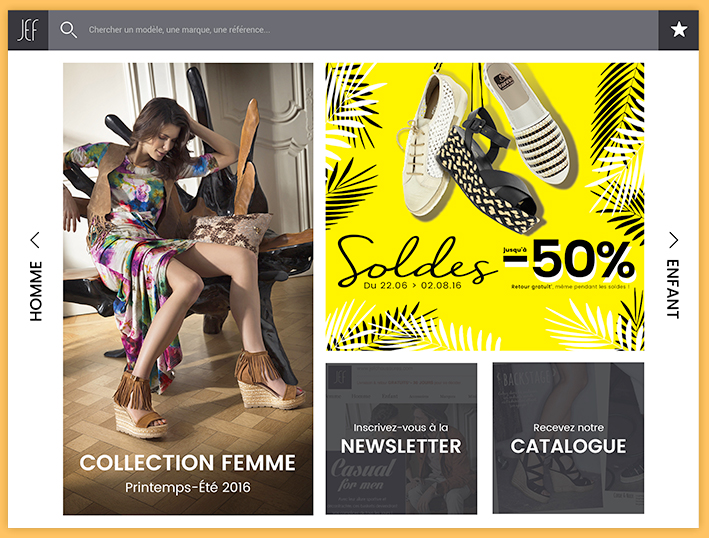 JEF
Chercher un modèle, une marque, une référence...
HOMME
COLLECTION FEMME
Printemps-Été 2016
Soldes
jusqu'à
-50%
Du 22.06 > 02.08.16
Retour gratuit*, même pendant les soldes !
ENFANT
JEF
Inscrivez-vous à la
NEWSLETTER
Casual
for men
BACKSTAGE
Recevez notre
CATALOGUE